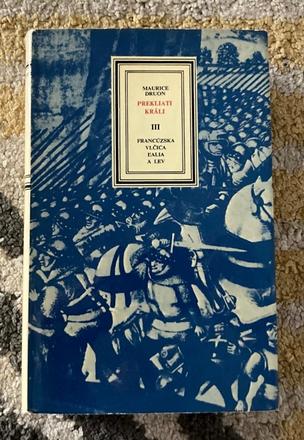 MAURICE
DRUON
PREKLIATI
KRÁLI
III
FRANCÚZSKA
VLČICA
ĽALIA
A LEV